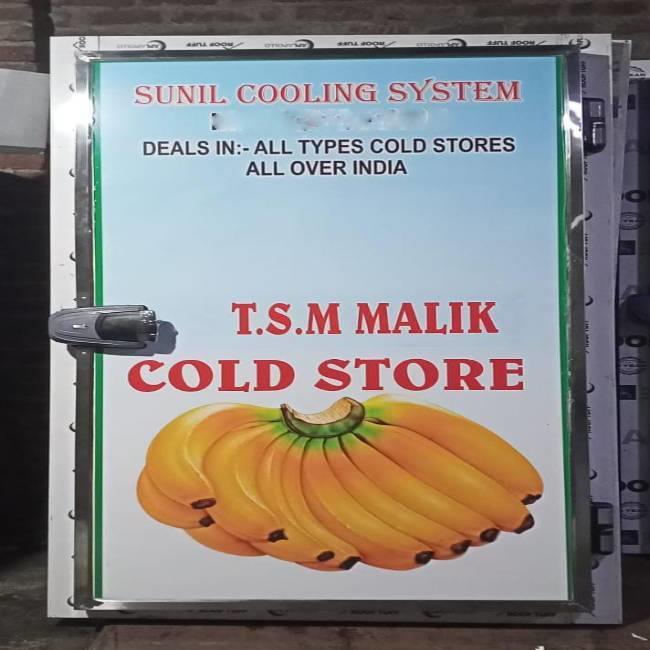 SUNIL COOLING SYSTEM
DEALS IN:- ALL TYPES COLD STORES
ALL OVER INDIA
T.S.M MALIK
COLD STORE